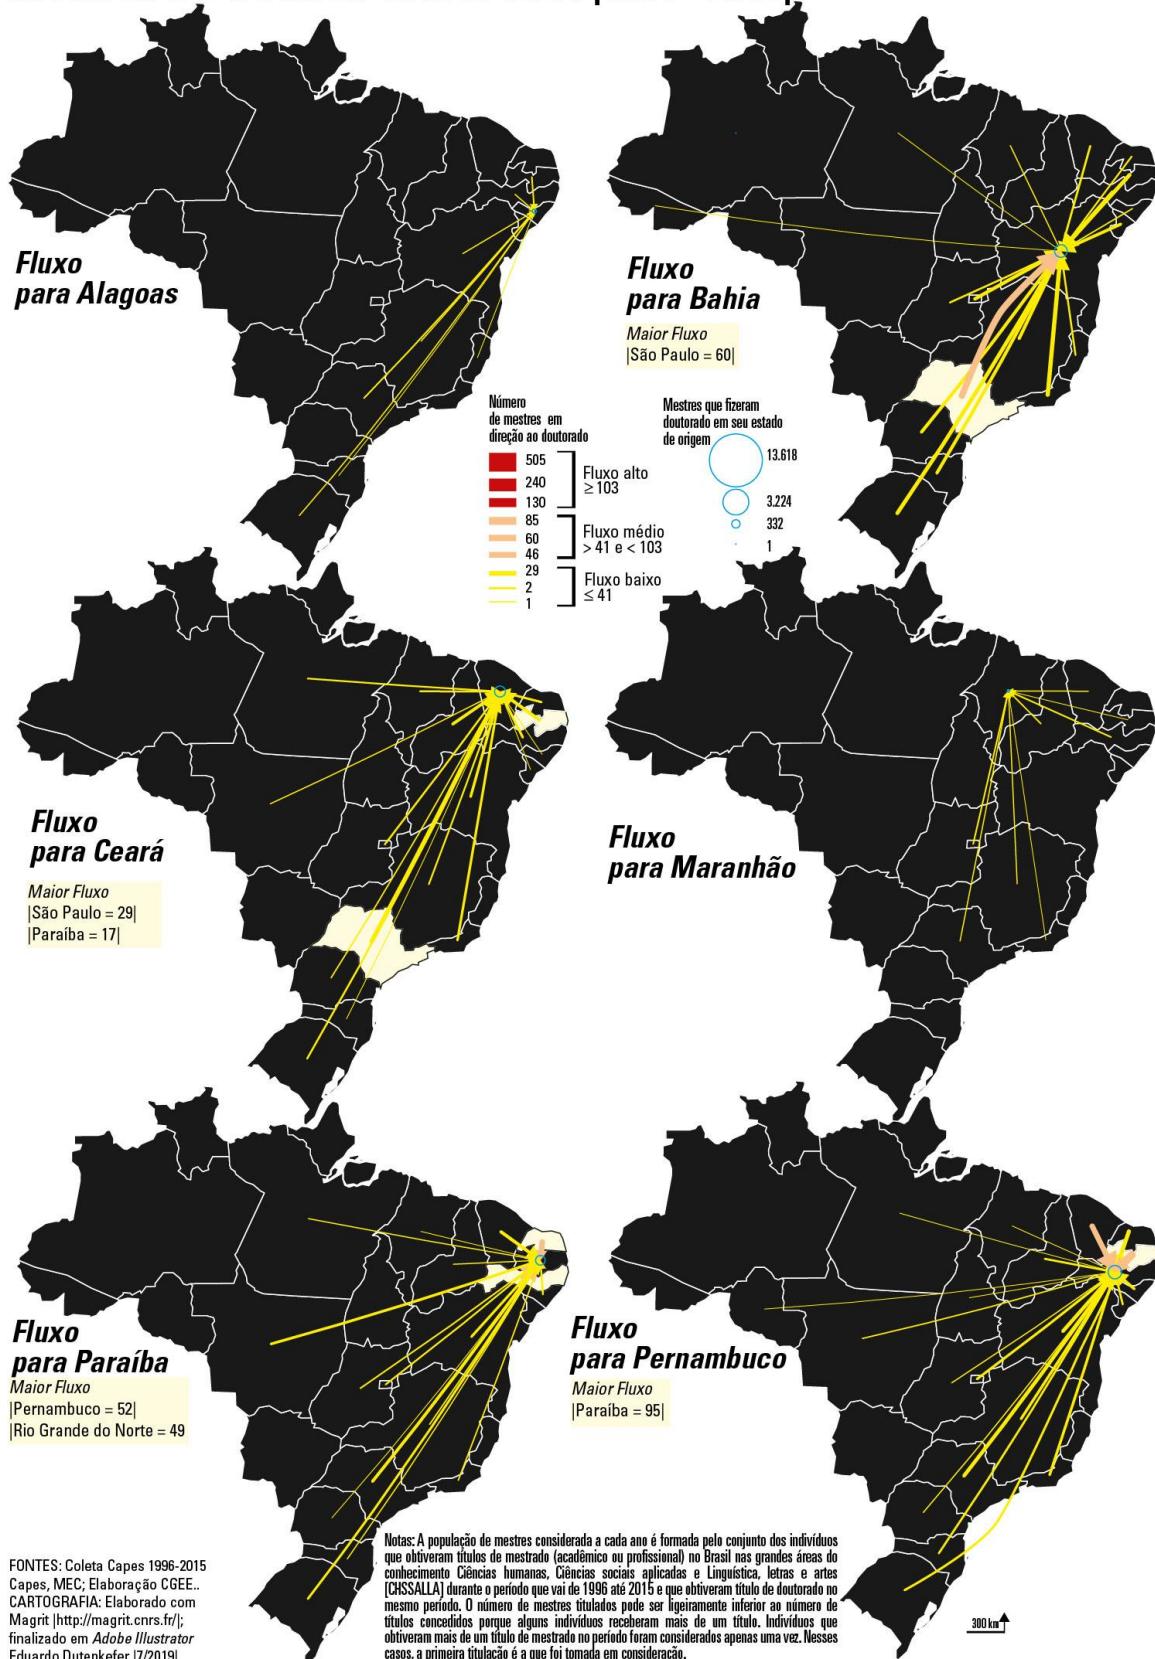 Fluxo
para Alagoas
Fluxo
para Bahia
Maior Fluxo
|São Paulo = 60|
Número
de mestres em
direção ao doutorado
505
240
130
85
60
46
29
2
1
Fluxo alto
≥ 103
Fluxo médio
> 41 e < 103
Fluxo baixo
≤ 41
Mestres que fizeram
doutorado em seu estado
de origem
13.618
3.224
332
1
Fluxo
para Ceará
Maior Fluxo
|São Paulo = 29|
|Paraíba = 17|
Fluxo
para Maranhão
Fluxo
para Paraíba
Maior Fluxo
|Pernambuco = 52|
|Rio Grande do Norte = 49
Fluxo
para Pernambuco
Maior Fluxo
|Paraíba = 95|
FONTES: Coleta Capes 1996-2015
Capes, MEC; Elaboração CGEE..
CARTOGRAFIA: Elaborado com
Magrit |http://magrit.cnrs.fr/|;
finalizado em Adobe Illustrator
Eduardo Dutenkefer |7/2019|
Notas: A população de mestres considerada a cada ano é formada pelo conjunto dos indivíduos
que obtiveram títulos de mestrado (acadêmico ou profissional) no Brasil nas grandes áreas do
conhecimento Ciências humanas, Ciências sociais aplicadas e Linguística, letras e artes
[CHSSALLA] durante o período que vai de 1996 até 2015 e que obtiveram título de doutorado no
mesmo período. O número de mestres titulados pode ser ligeiramente inferior ao número de
títulos concedidos porque alguns indivíduos receberam mais de um título. Indivíduos que
obtiveram mais de um título de mestrado no período foram considerados apenas uma vez. Nesses
casos, a primeira titulação é a que foi tomada em consideração.
300 km